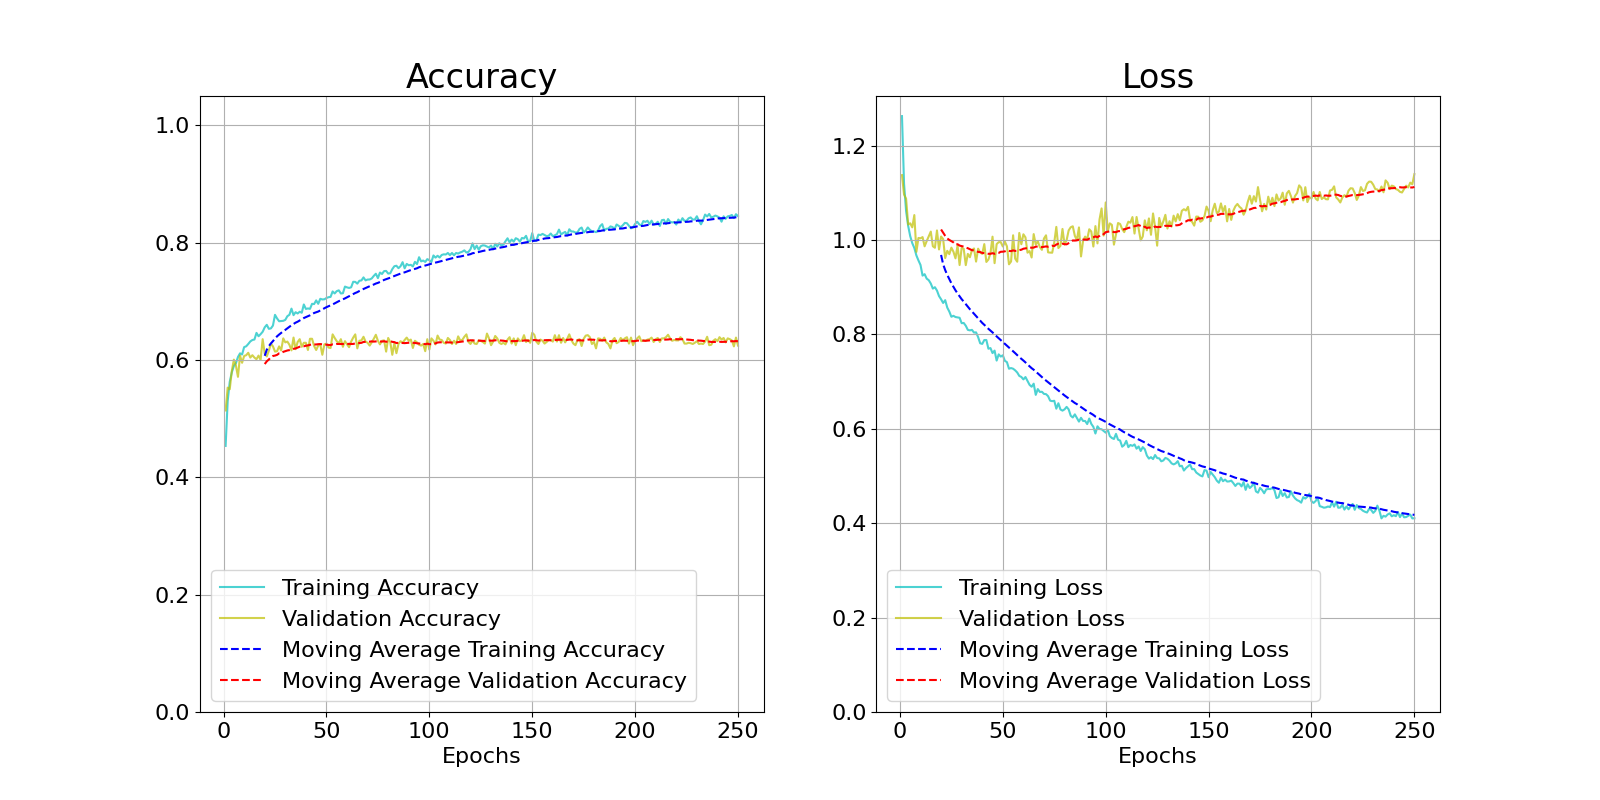 Accuracy
1.0
0.8
0.6
0.4
0.2
0.0
0 50 100 150 200 250
Epochs
Training Accuracy
Validation Accuracy
Moving Average Training Accuracy
Moving Average Validation Accuracy
Loss
1.2
1.0
0.8
0.6
0.4
0.2
0.0
0 50 100 150 200 250
Epochs
Training Loss
Validation Loss
Moving Average Training Loss
Moving Average Validation Loss